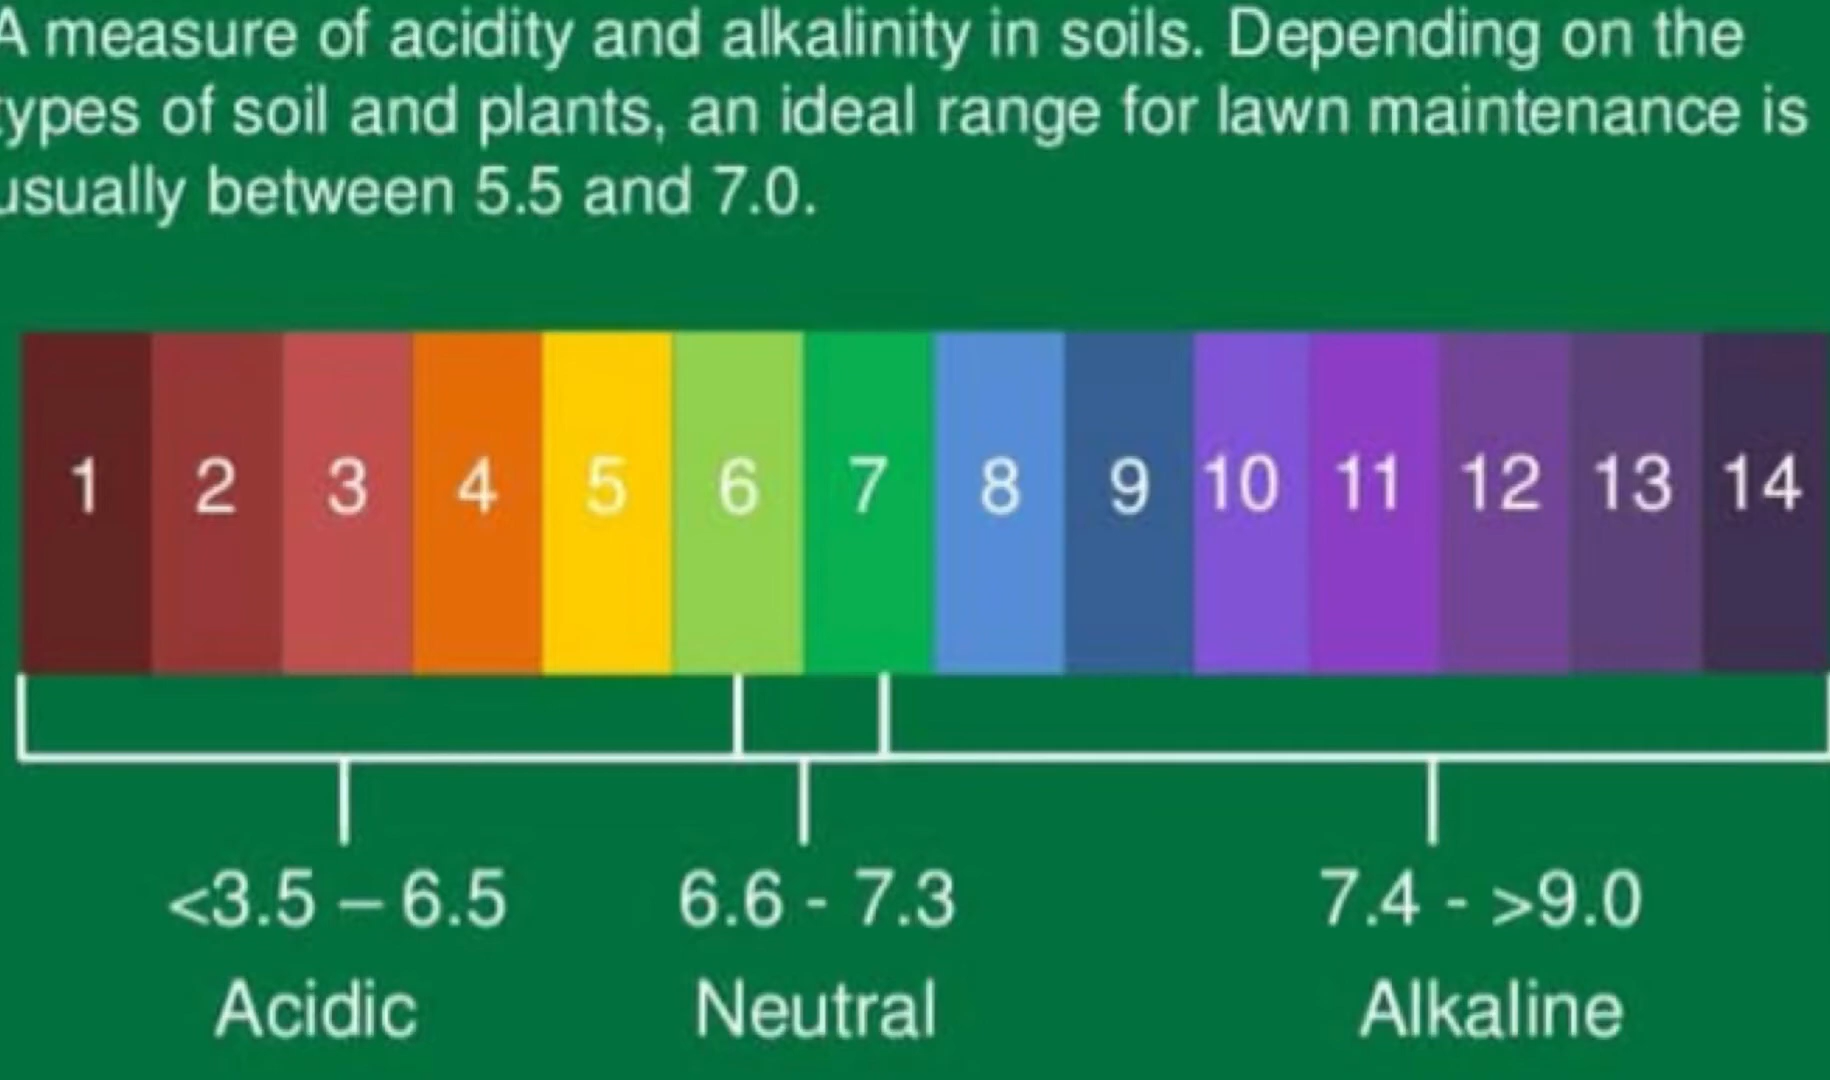 A measure of acidity and alkalinity in soils. Depending on the
types of soil and plants, an ideal range for lawn maintenance is
usually between 5.5 and 7.0.
1 2 3 4 5 6 7 8 9 10 11 12 13 14
<3.5 – 6.5 6.6 - 7.3 7.4 - >9.0
Acidic Neutral Alkaline